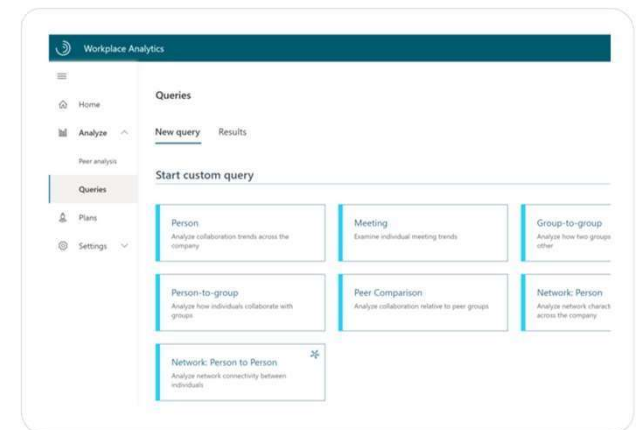 Workplace Analytics
Home
Analyze
Peer analysis
Queries
Plans
Settings
Queries
New query Results
Start custom query
Person
Analyze collaboration trends across the
company
Meeting
Examine individual meeting trends
Group-to-group
Analyze how two groups
other
Person-to-group
Analyze how individuals collaborate with
groups
Peer Comparison
Analyze collaboration relative to peer groups
Network: Person
Analyze network charact
across the company
Network: Person to Person
Analyze network connectivity between
individuals